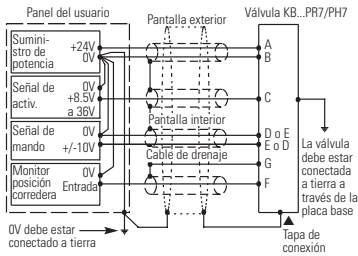 Panel del usuario
Pantalla exterior
Válvula KB...PR7/PH7
Sumini-
stro de
potencia
+24V
0V
A
B
Señal de
activ.
0V
+8.5V
a 36V
C
Pantalla interior
Señal de
mando
0V
+/-10V
D o E
E o D
Cable de drenaje
G
Monitor
posición
corredera
0V
Entrada
F
La válvula
debe estar
conectada
a tierra a
través de la
placa base
0V debe estar
conectado a tierra
Tapa de
conexión